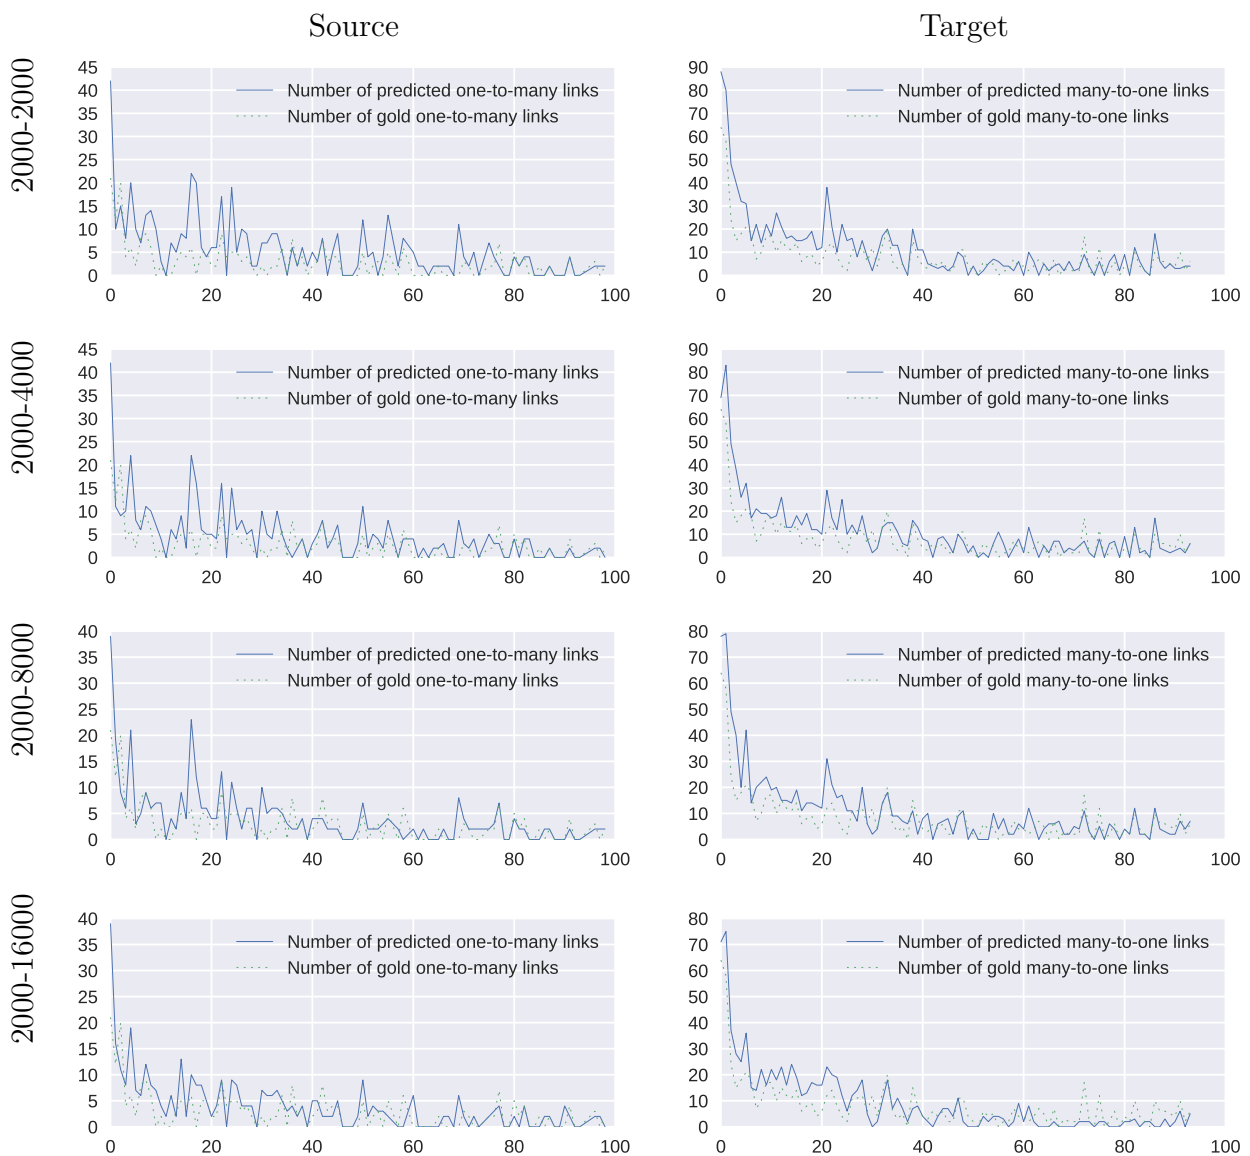 Source Target
2000-2000
45 40 35 30 25 20 15 10 5 0
Number of predicted one-to-many links
Number of gold one-to-many links
0 20 40 60 80 100
90 80 70 60 50 40 30 20 10 0
Number of predicted many-to-one links
Number of gold many-to-one links
0 20 40 60 80 100
2000-4000
45 40 35 30 25 20 15 10 5 0
Number of predicted one-to-many links
Number of gold one-to-many links
0 20 40 60 80 100
90 80 70 60 50 40 30 20 10 0
Number of predicted many-to-one links
Number of gold many-to-one links
0 20 40 60 80 100
2000-8000
40 35 30 25 20 15 10 5 0
Number of predicted one-to-many links
Number of gold one-to-many links
0 20 40 60 80 100
80 70 60 50 40 30 20 10 0
Number of predicted many-to-one links
Number of gold many-to-one links
0 20 40 60 80 100
2000-16000
40 35 30 25 20 15 10 5 0
Number of predicted one-to-many links
Number of gold one-to-many links
0 20 40 60 80 100
80 70 60 50 40 30 20 10 0
Number of predicted many-to-one links
Number of gold many-to-one links
0 20 40 60 80 100